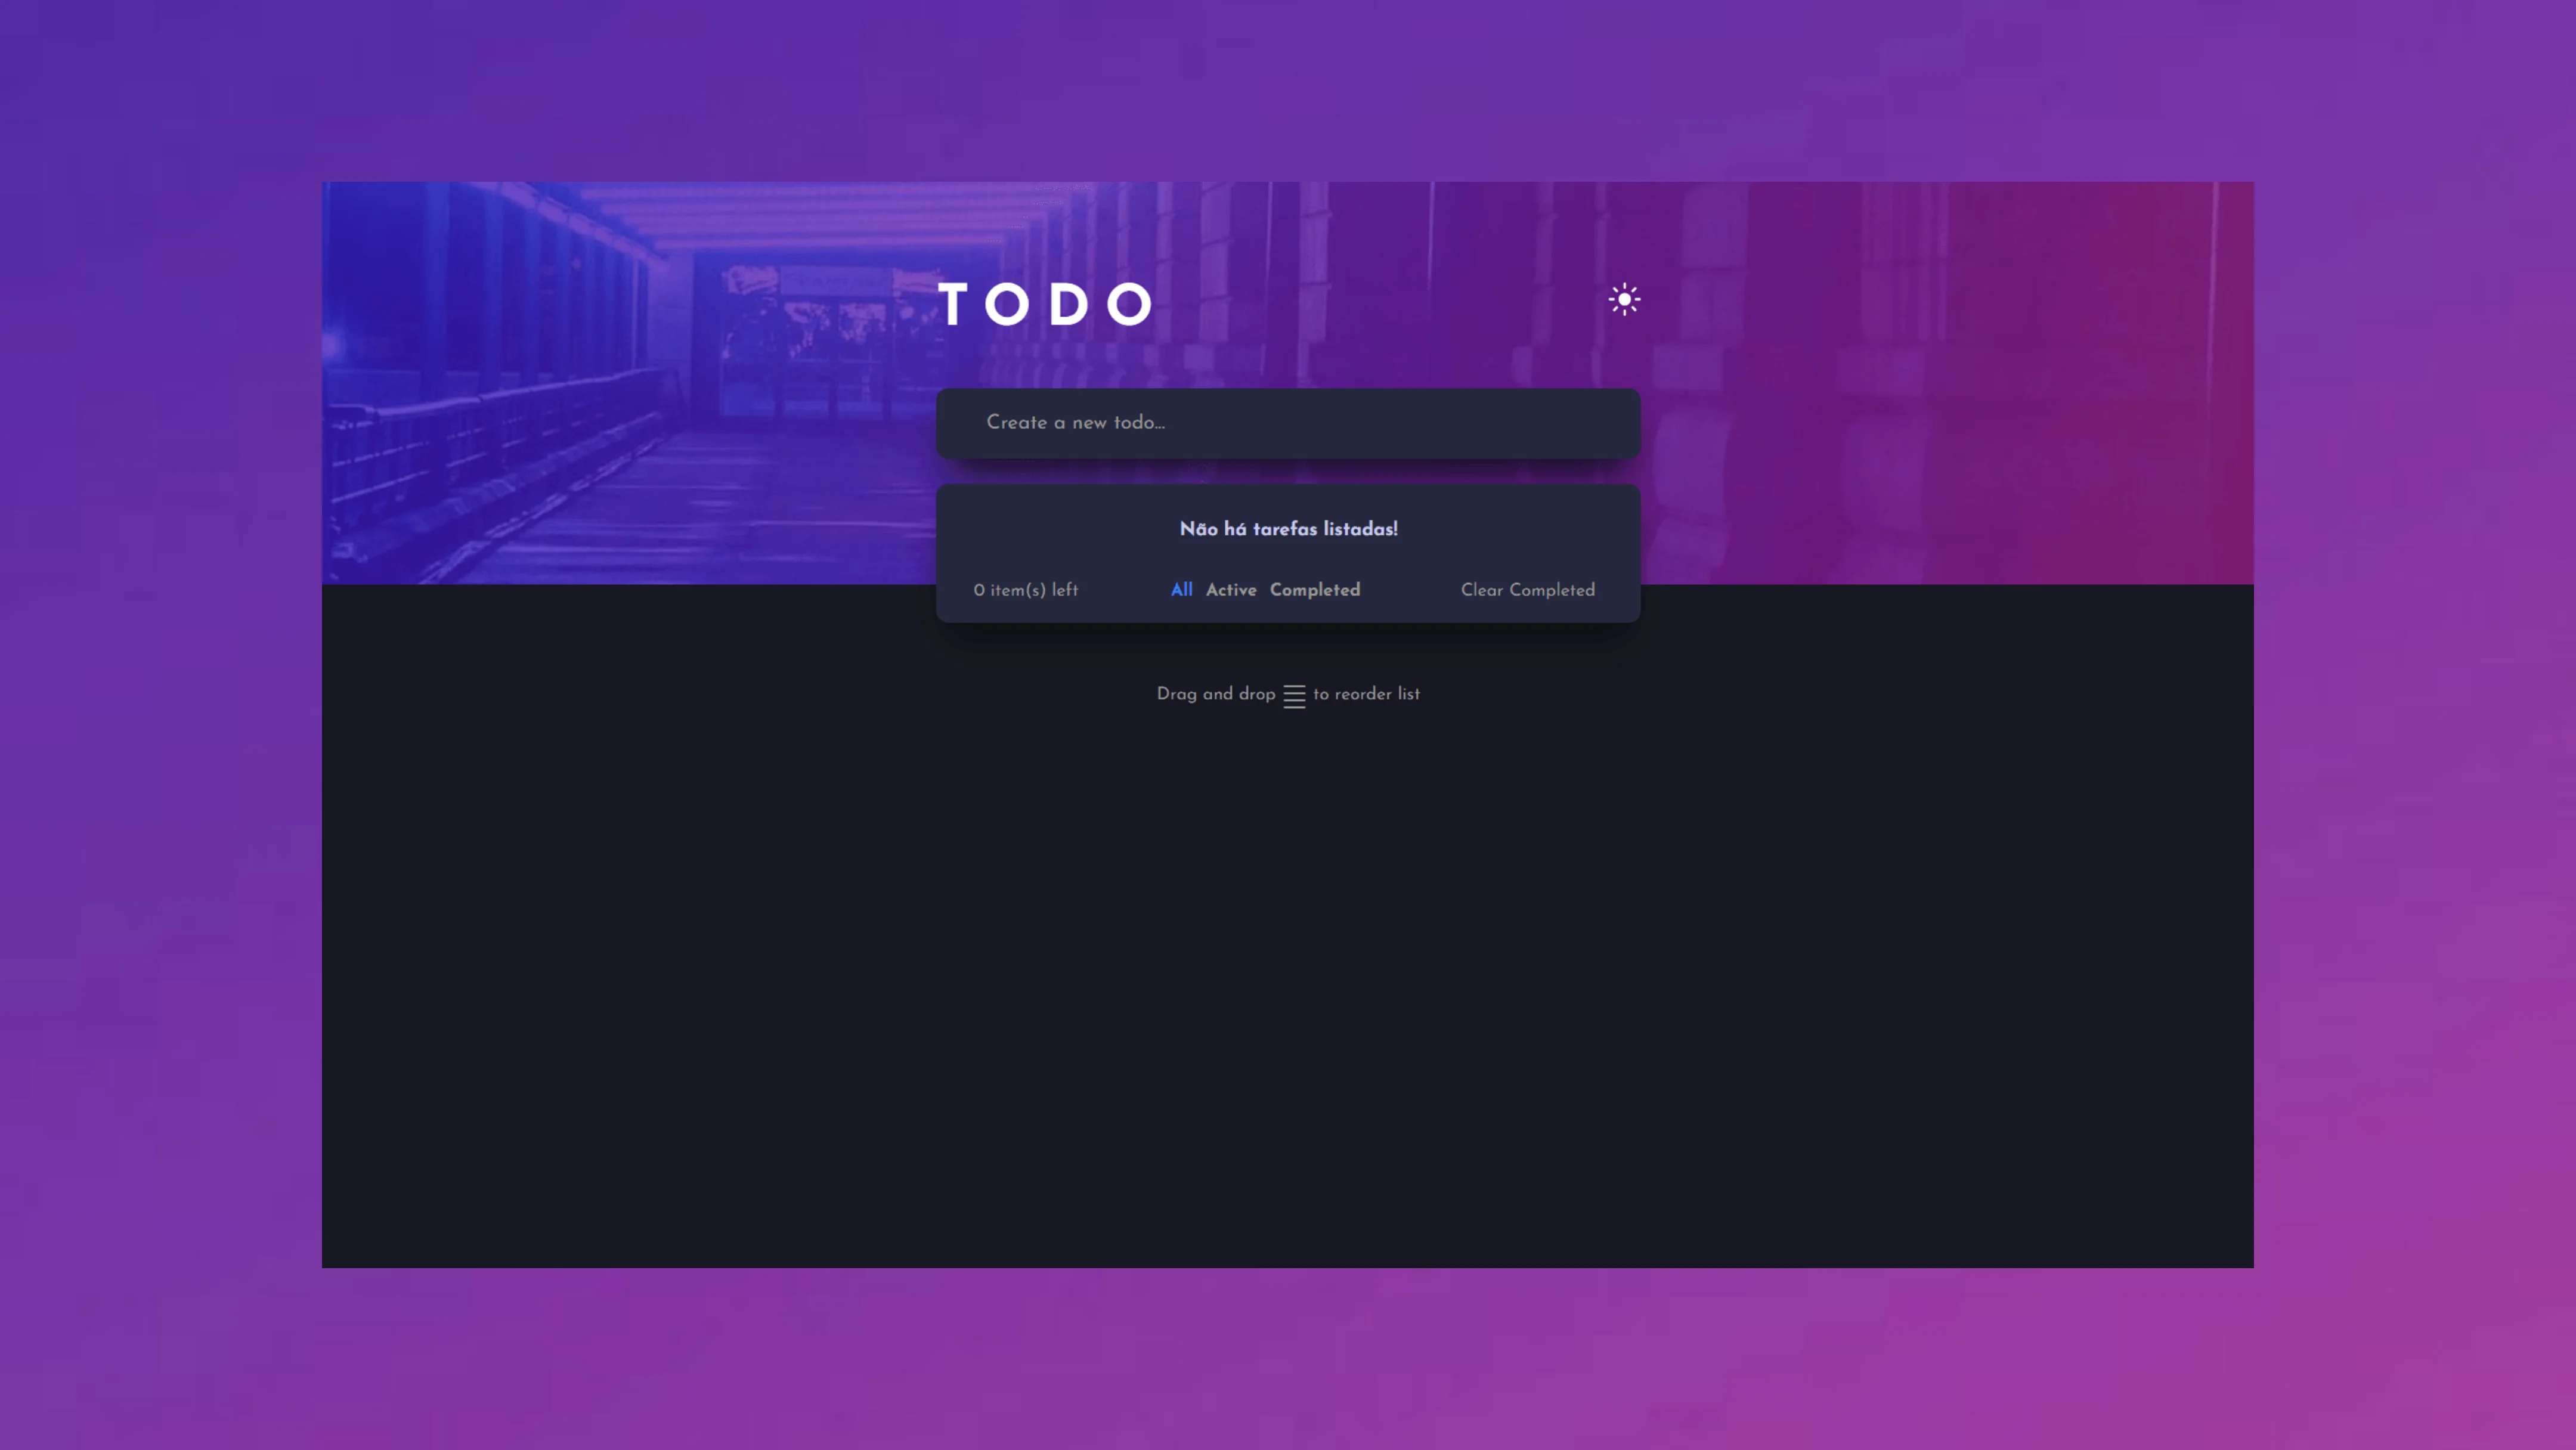 TODO
Create a new todo...
Não há tarefas listadas!
0 item(s) left All Active Completed Clear Completed
Drag and drop to reorder list